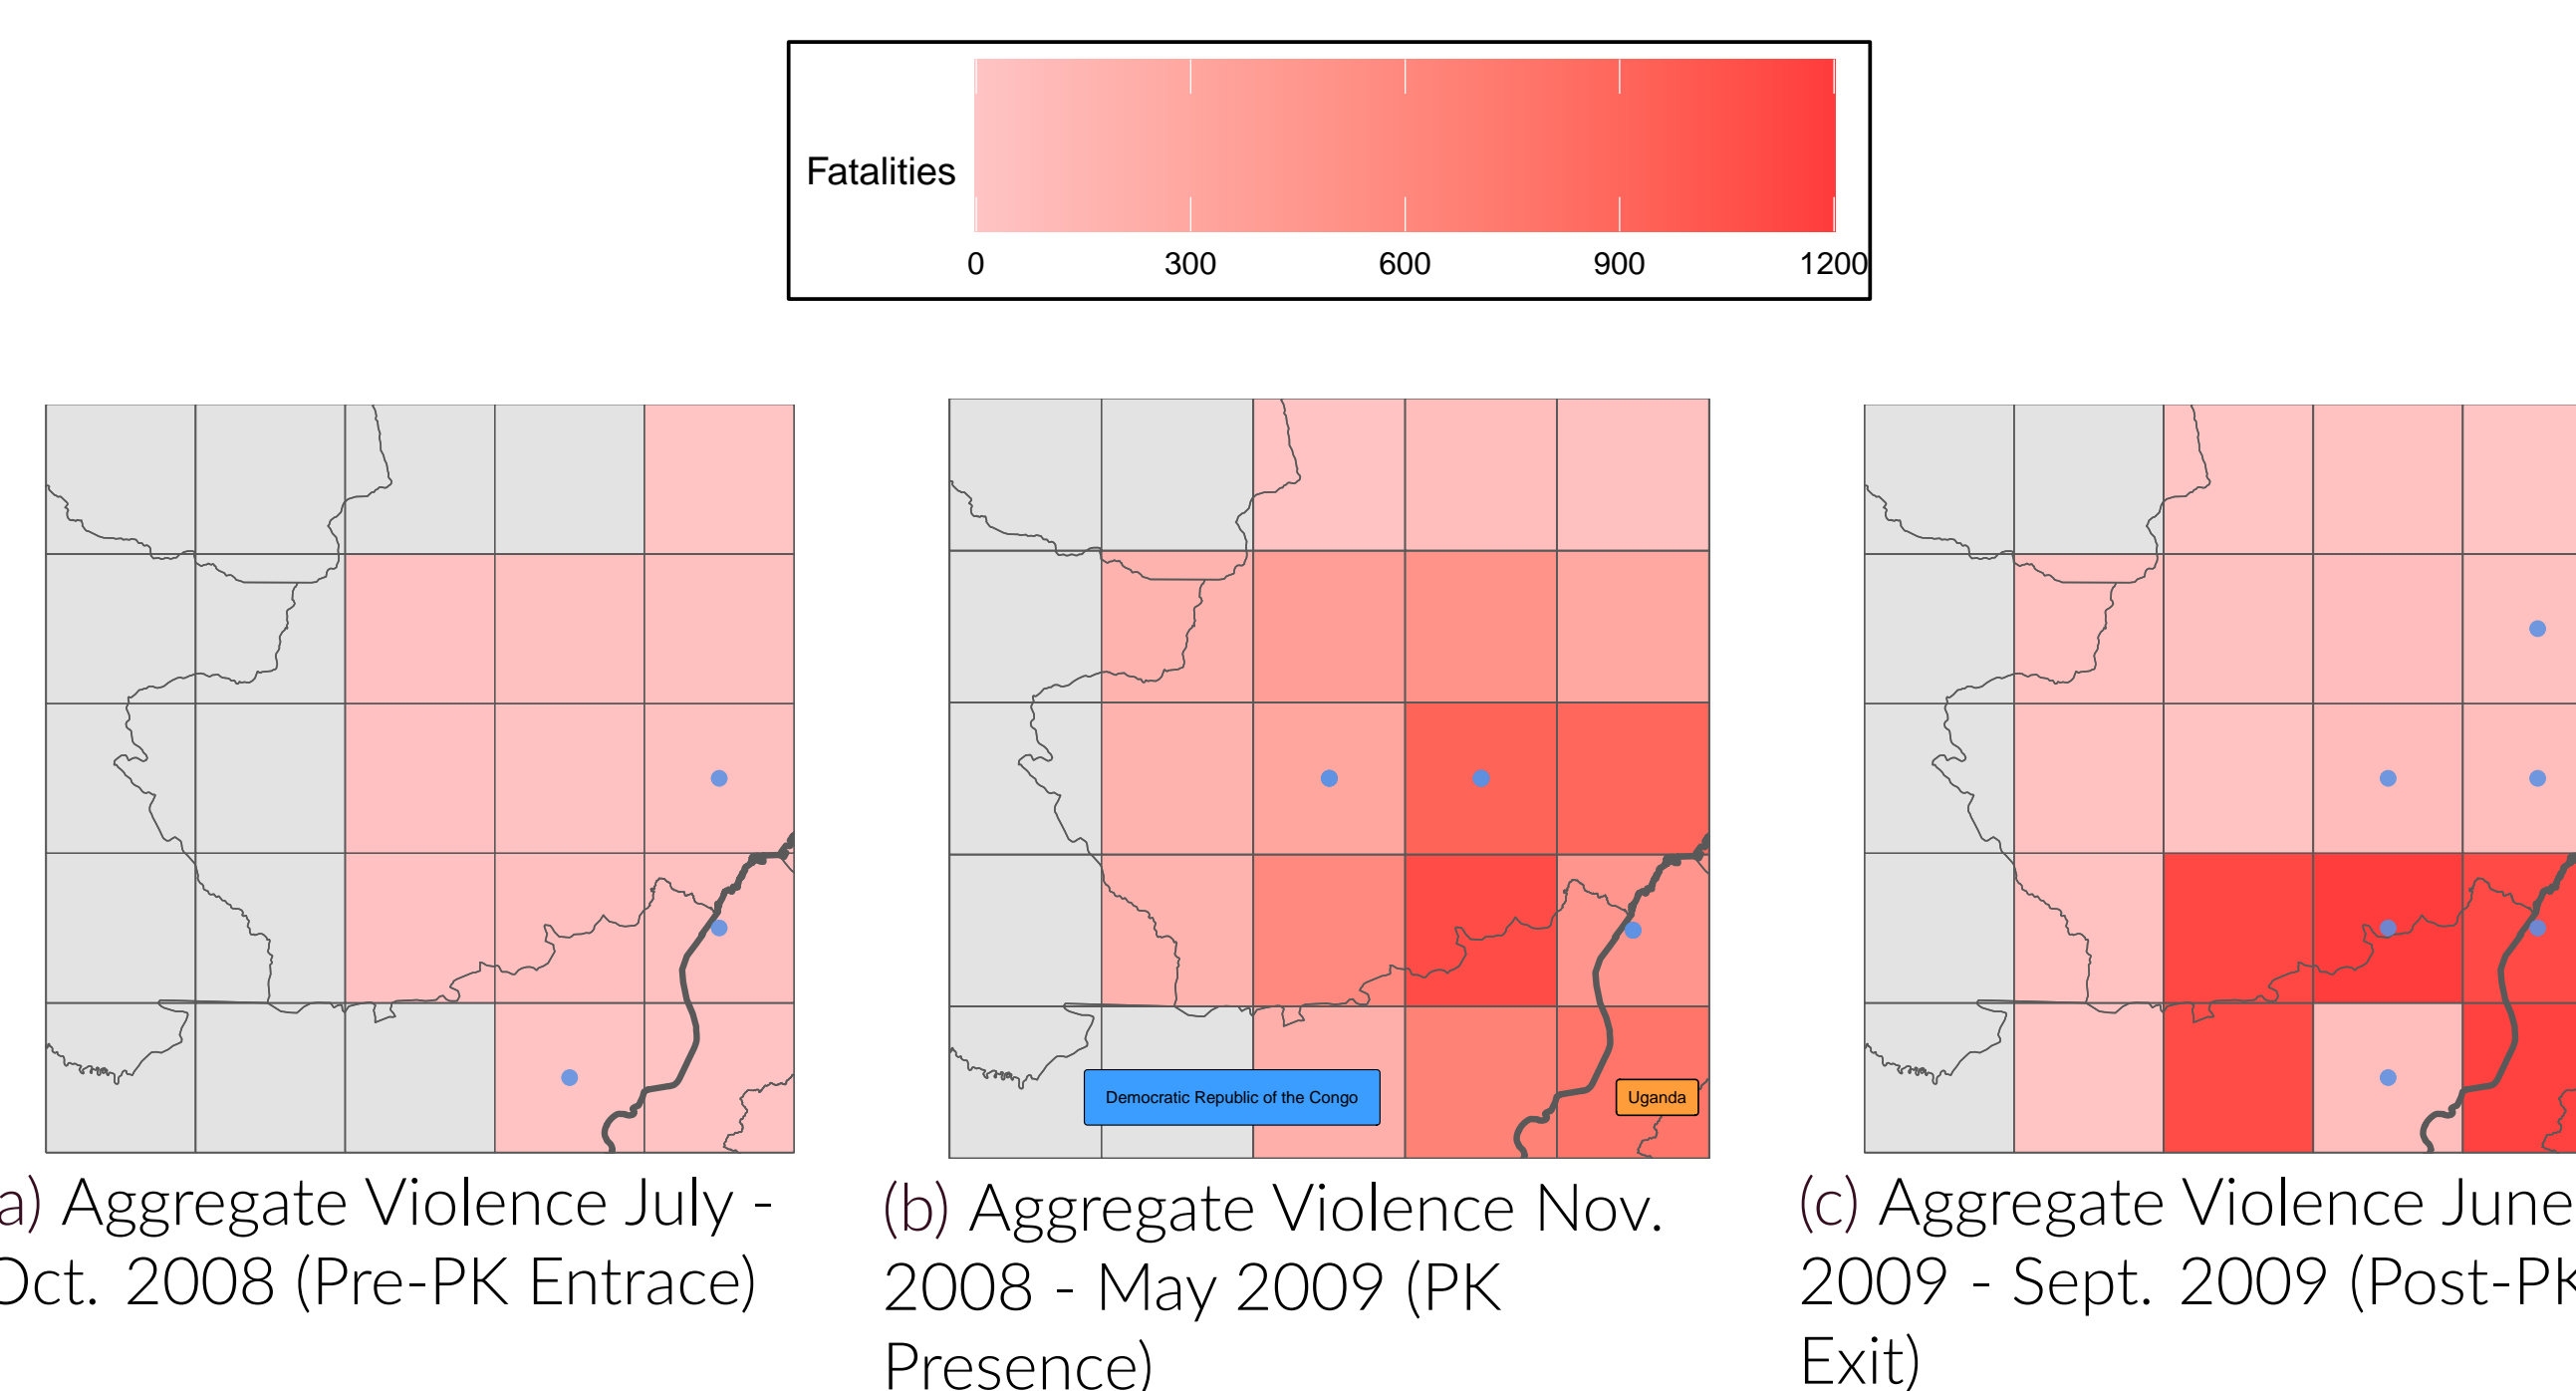 Fatalities
0 300 600 900 1200
Democratic Republic of the Congo
Uganda
a) Aggregate Violence July -
Oct. 2008 (Pre-PK Entrace)
(b) Aggregate Violence Nov.
2008 - May 2009 (PK
Presence)
(c) Aggregate Violence June
2009 - Sept. 2009 (Post-PK
Exit)